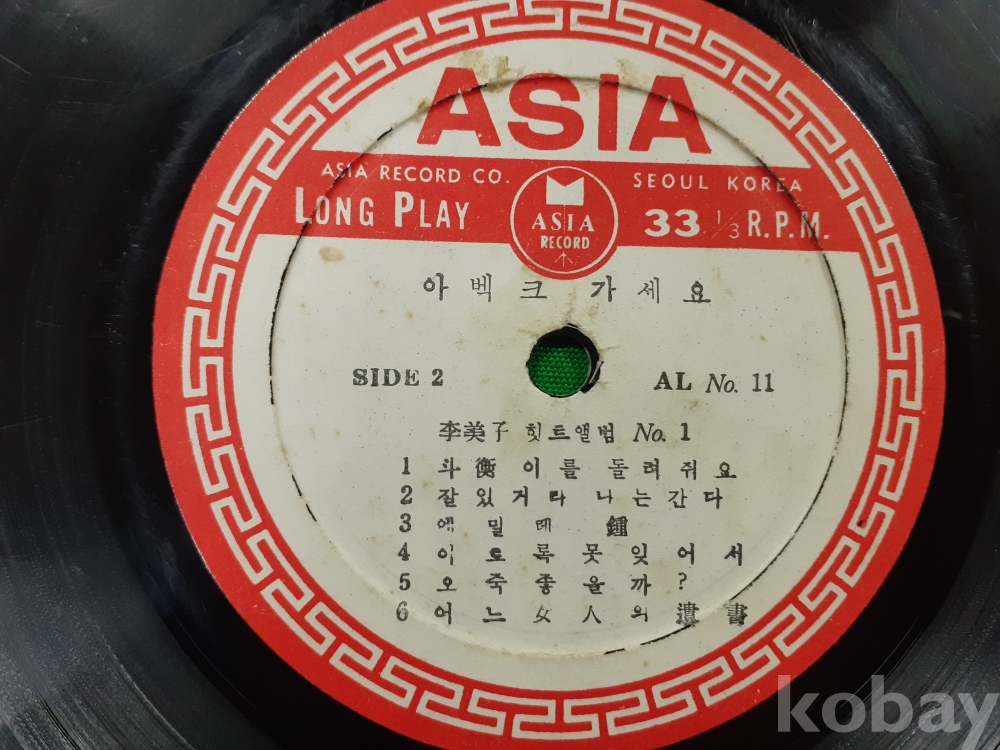 ASIA
ASIA RECORD CO. SEOUL KOREA
LONG PLAY 33 1/3 R.P.M.
ASIA
RECORD
아벡크 가세요
SIDE 2 AL No. 11
李美子 힛트앨범 No. 1
1 斗衡이를 돌려줘요
2 잘있거라 나는간다
3 에밀레 鍾
4 이토록못잊어서
5 오죽좋을까?
6 어느女人의 遺書
kobay